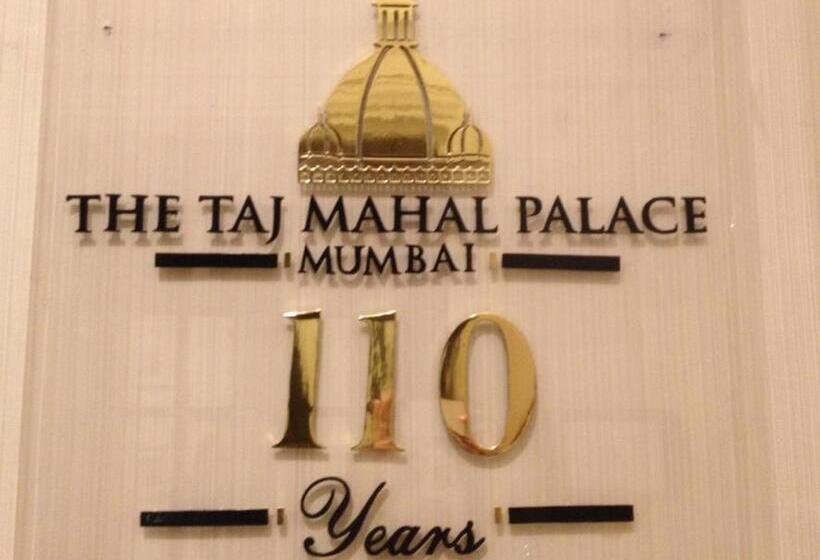 THE TAJ MAHAL PALACE
MUMBAI
110
Years